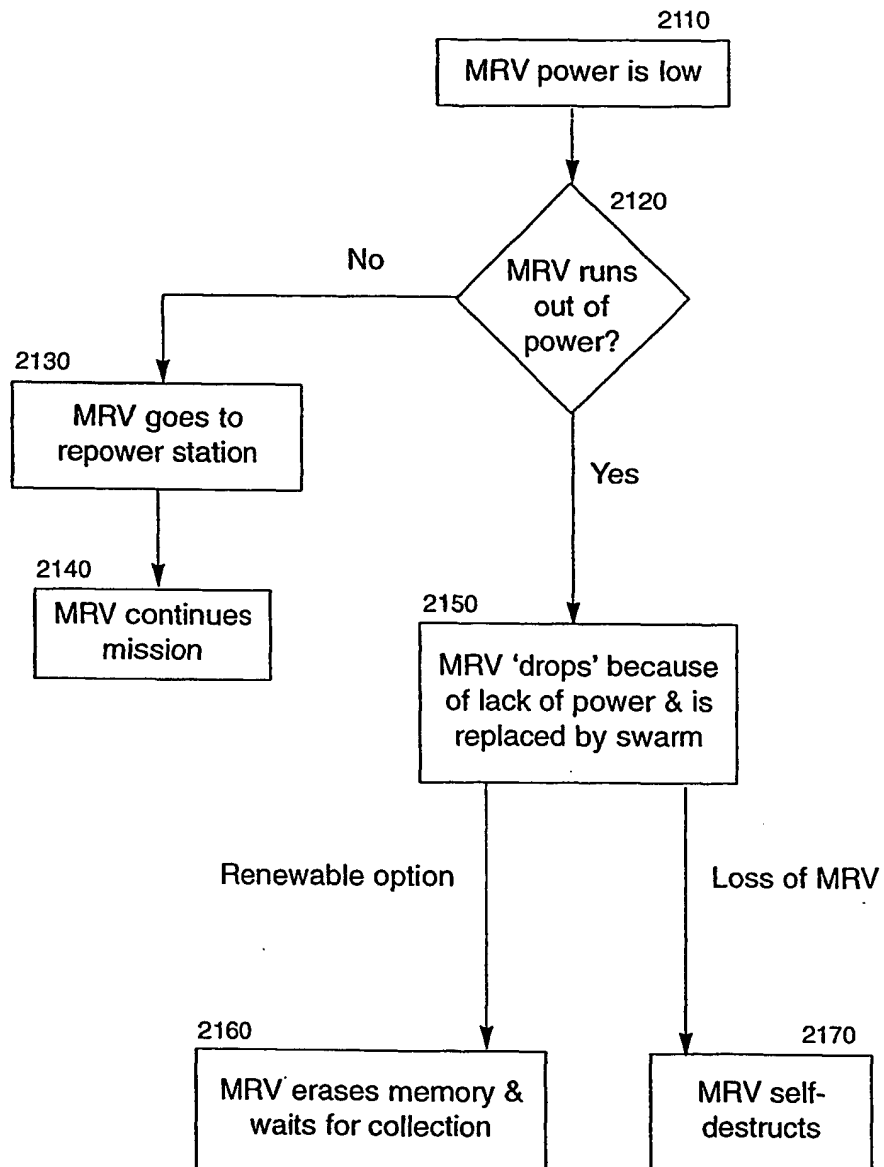 2110
MRV power is low
2120
MRV runs
out of
power?
No
2130
MRV goes to
repower station
Yes
2140
MRV continues
mission
2150
MRV ‘drops’ because
of lack of power & is
replaced by swarm
Renewable option
Loss of MRV
2160
MRV erases memory &
waits for collection
2170
MRV self-
destructs